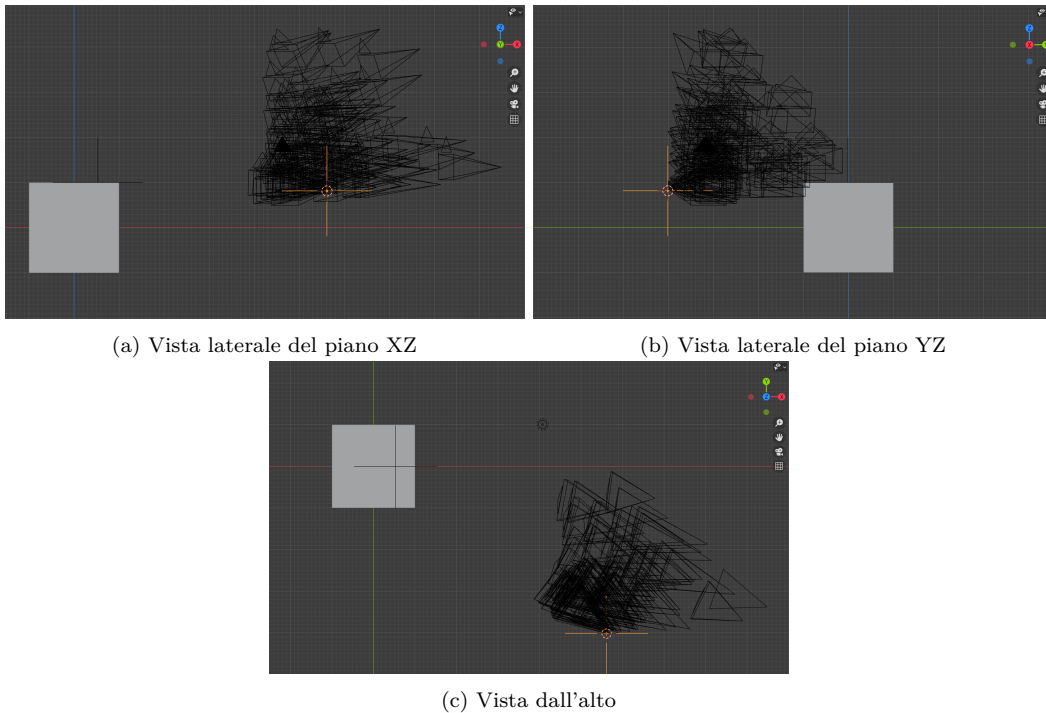 Z
Y
X
Z
X
Y
(a) Vista laterale del piano XZ
(b) Vista laterale del piano YZ
Y
Z
X
(c) Vista dall'alto